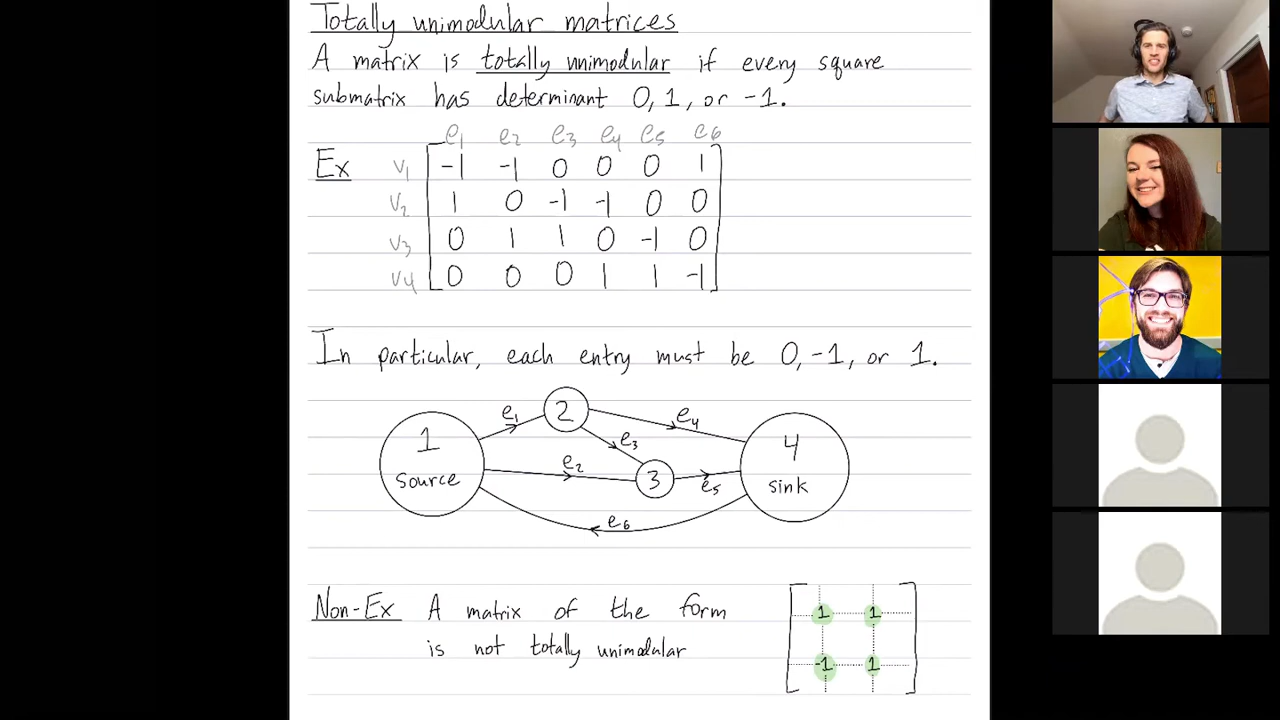 Totally unimodular matrices
A matrix is totally unimodular if every square
submatrix has determinant 0, 1, or -1.
e1 e2 e3 e4 e5 e6
Ex v1 -1 -1 0 0 0 1
v2 1 0 -1 -1 0 0
v3 0 1 1 0 -1 0
v4 0 0 0 1 1 -1
In particular, each entry must be 0, -1, or 1.
1
source
e1
2
e4
e3
e2
3
e5
4
sink
e6
Non-Ex A matrix of the form
is not totally unimodular
1 1
-1 1